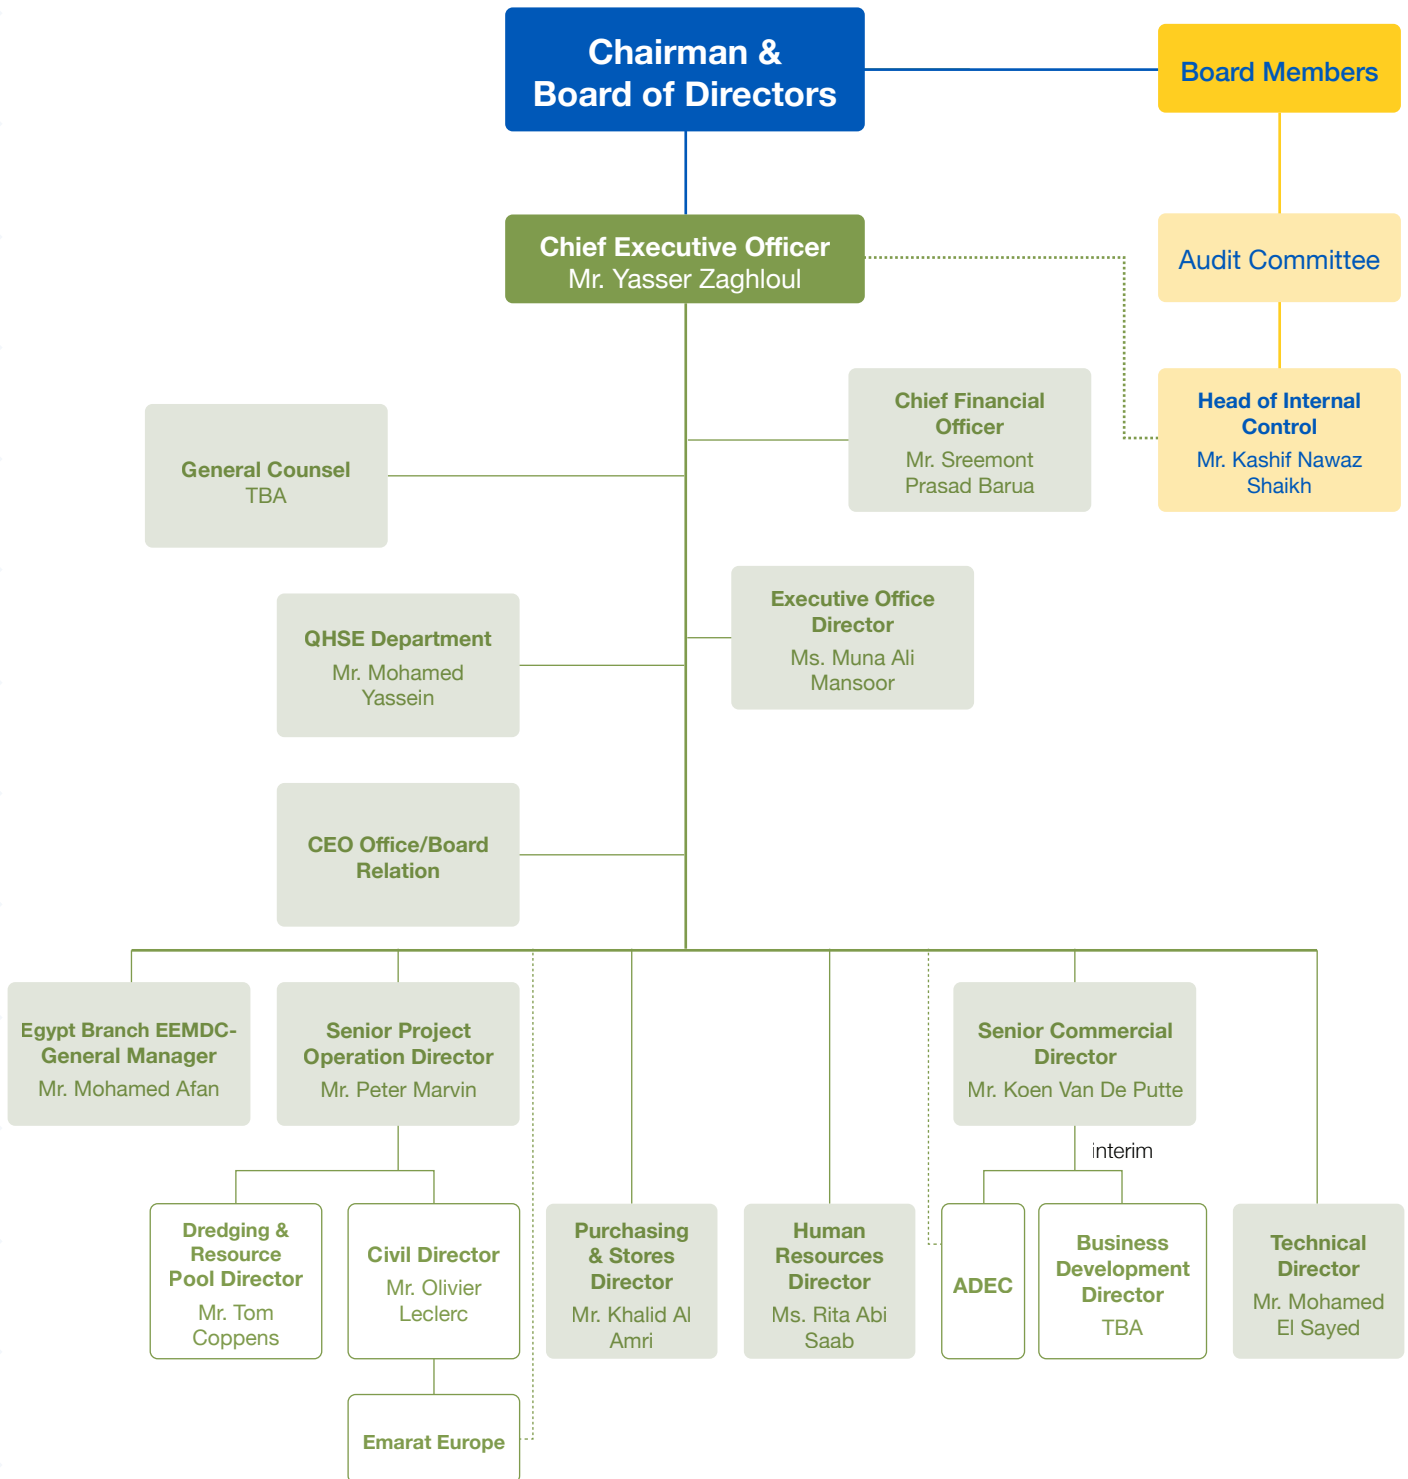 Chairman &
Board of Directors
Board Members
Chief Executive Officer
Mr. Yasser Zaghloul
Audit Committee
Chief Financial
Officer
Mr. Sreemont
Prasad Barua
Head of Internal
Control
Mr. Kashif Nawaz
Shaikh
General Counsel
TBA
Executive Office
Director
Ms. Muna Ali
Mansoor
QHSE Department
Mr. Mohamed
Yassein
CEO Office/Board
Relation
Egypt Branch EEMDC-
General Manager
Mr. Mohamed Afan
Senior Project
Operation Director
Mr. Peter Marvin
Senior Commercial
Director
Mr. Koen Van De Putte
interim
Dredging &
Resource
Pool Director
Mr. Tom
Coppens
Civil Director
Mr. Olivier
Leclerc
Purchasing
& Stores
Director
Mr. Khalid Al
Amri
Human
Resources
Director
Ms. Rita Abi
Saab
ADEC
Business
Development
Director
TBA
Technical
Director
Mr. Mohamed
El Sayed
Emarat Europe